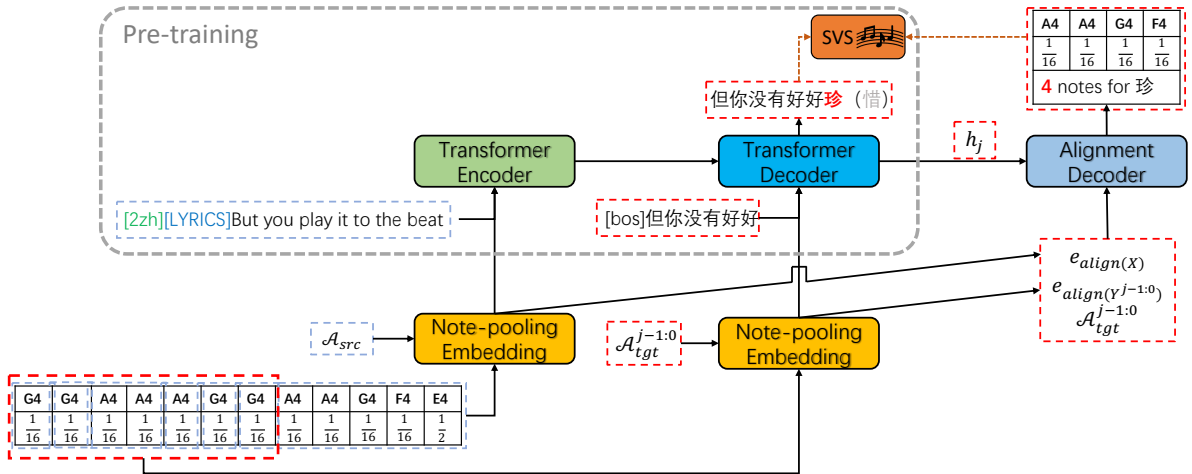 Pre-training
SVS
A4 A4 G4 F4
1/16 1/16 1/16 1/16
4 notes for 珍
但你没有好好珍（惜）
Transformer
Encoder
Transformer
Decoder
h_j
Alignment
Decoder
[2zh][LYRICS]But you play it to the beat
[bos]但你没有好好
e_align(X)
e_align(Y^{j-1:0})
𝒜_tgt^{j-1:0}
𝒜_src
Note-pooling
Embedding
𝒜_tgt^{j-1:0}
Note-pooling
Embedding
G4 G4 A4 A4 A4 G4 G4 A4 A4 G4 F4 E4
1/16 1/16 1/16 1/16 1/16 1/16 1/16 1/16 1/16 1/16 1/16 1/2